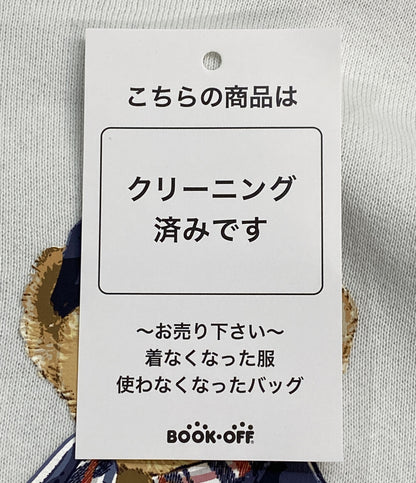 こちらの商品は
クリーニング
済みです
～お売り下さい～
着なくなった服
使わなくなったバッグ
BOOK・OFF